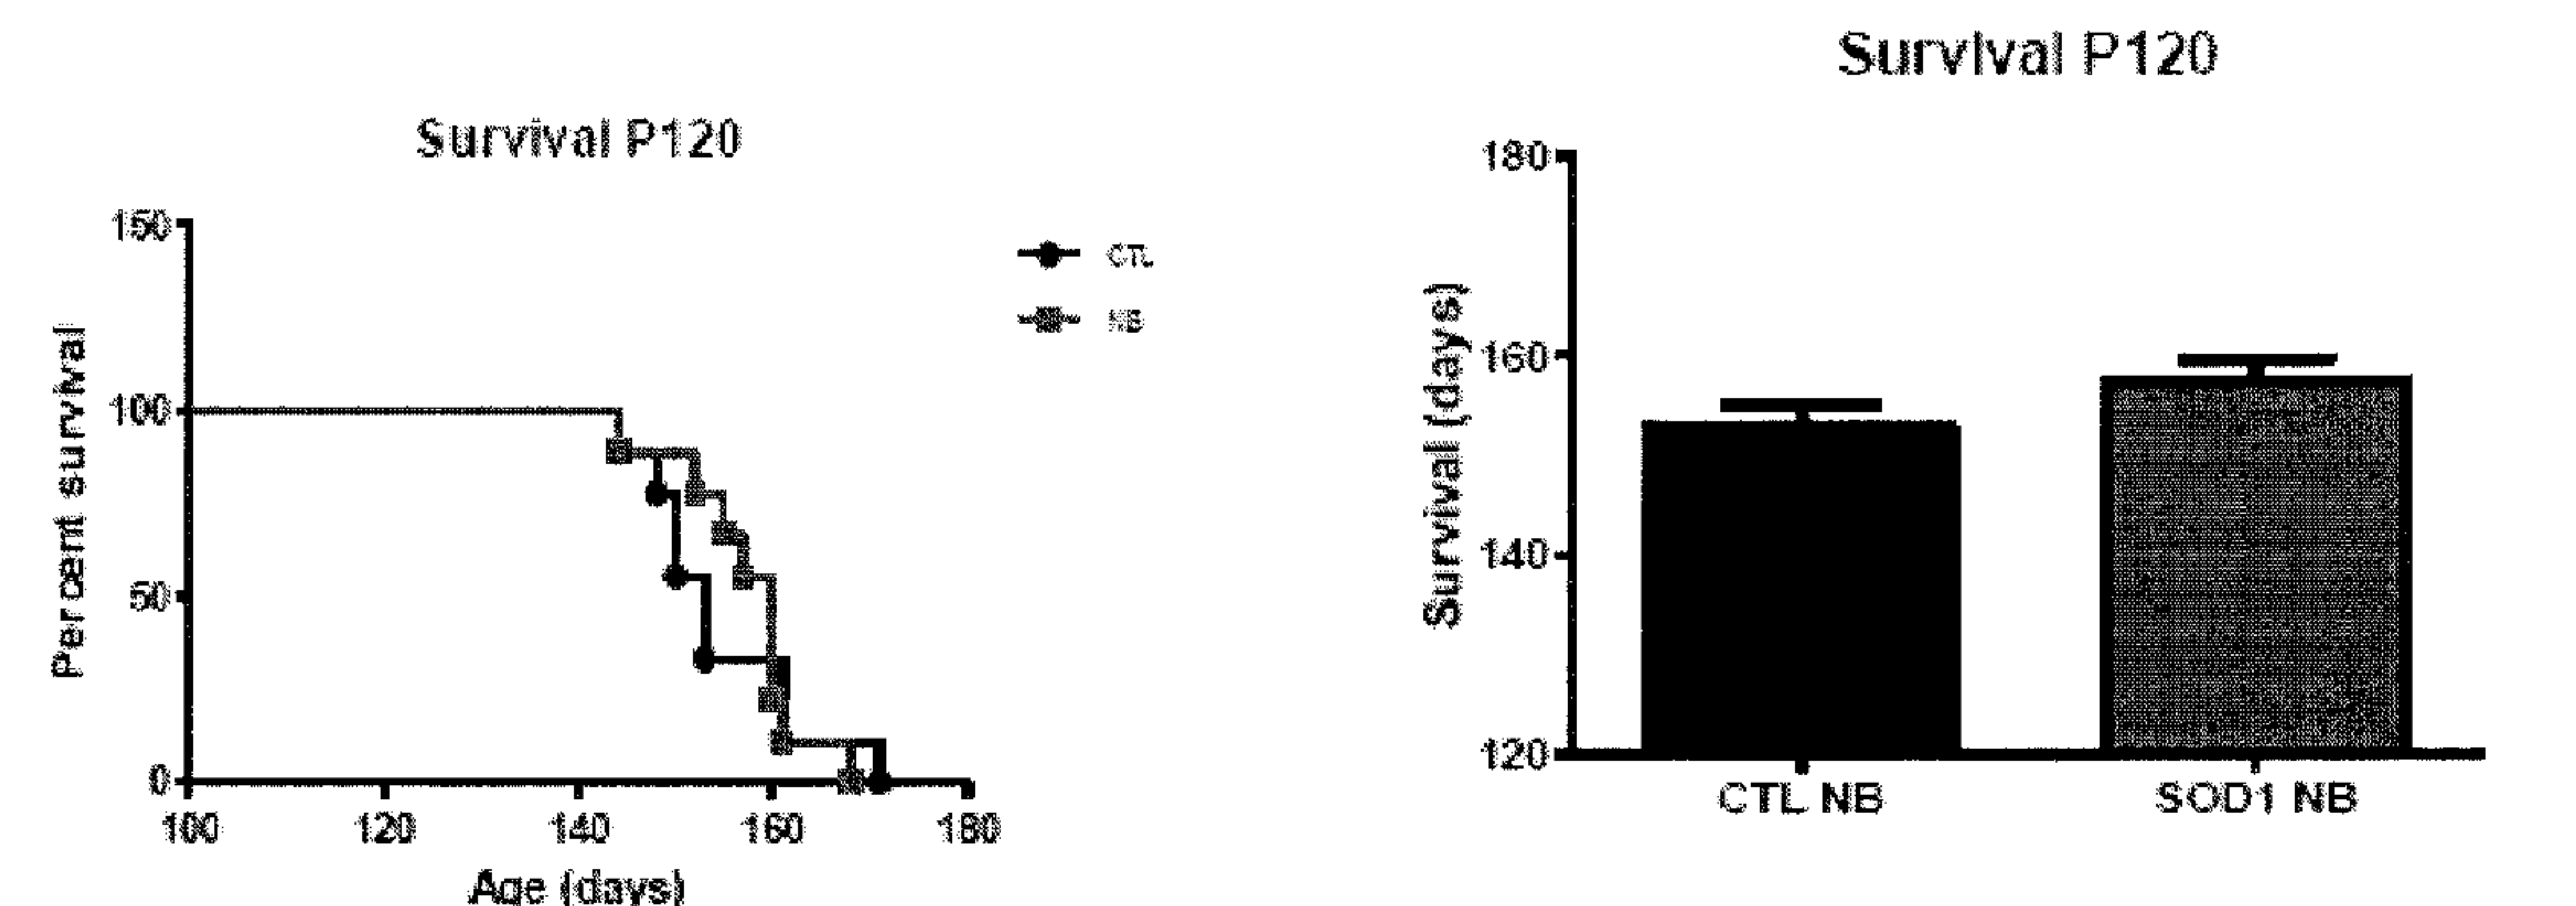 Survival P120
150
100
50
0
Percent survival
100 120 140 160 180
Age (days)
CTL
NB
Survival P120
180
160
140
120
Survival (days)
CTL NB SOD1 NB